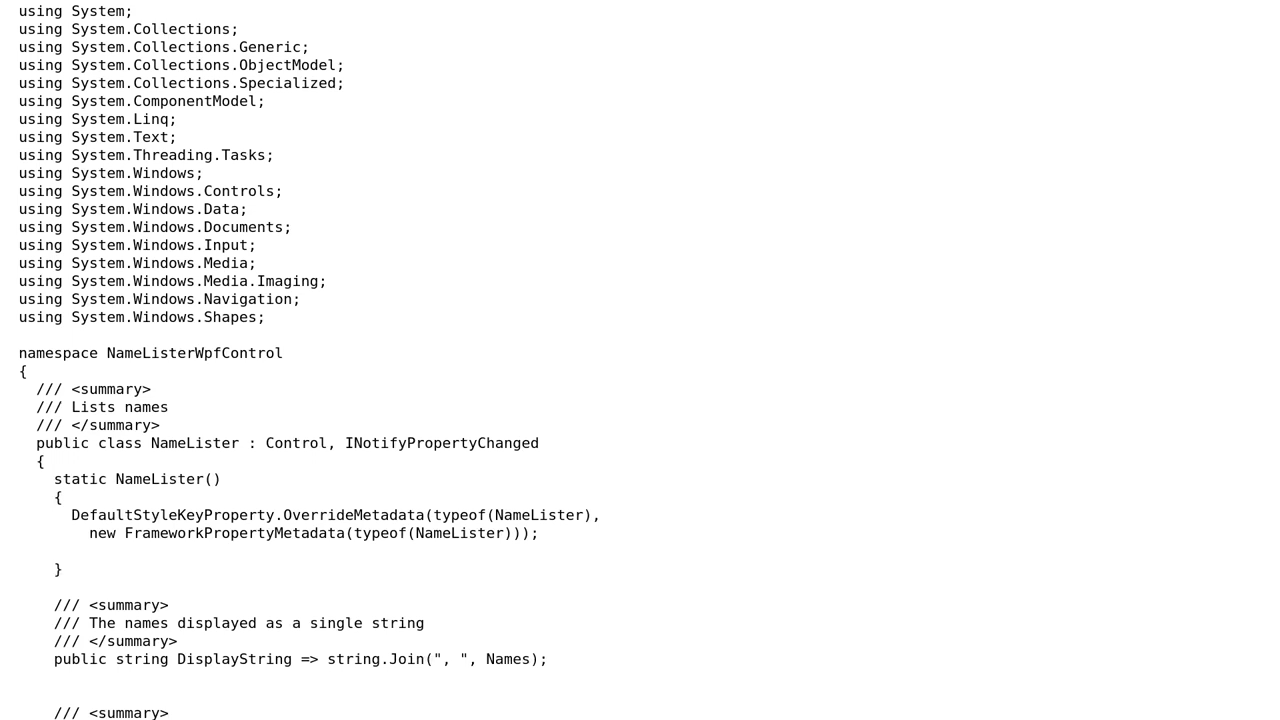 using System;
using System.Collections;
using System.Collections.Generic;
using System.Collections.ObjectModel;
using System.Collections.Specialized;
using System.ComponentModel;
using System.Linq;
using System.Text;
using System.Threading.Tasks;
using System.Windows;
using System.Windows.Controls;
using System.Windows.Data;
using System.Windows.Documents;
using System.Windows.Input;
using System.Windows.Media;
using System.Windows.Media.Imaging;
using System.Windows.Navigation;
using System.Windows.Shapes;

namespace NameListerWpfControl
{
  /// <summary>
  /// Lists names
  /// </summary>
  public class NameLister : Control, INotifyPropertyChanged
  {
    static NameLister()
    {
      DefaultStyleKeyProperty.OverrideMetadata(typeof(NameLister),
        new FrameworkPropertyMetadata(typeof(NameLister)));

    }

    /// <summary>
    /// The names displayed as a single string
    /// </summary>
    public string DisplayString => string.Join(", ", Names);


    /// <summary>